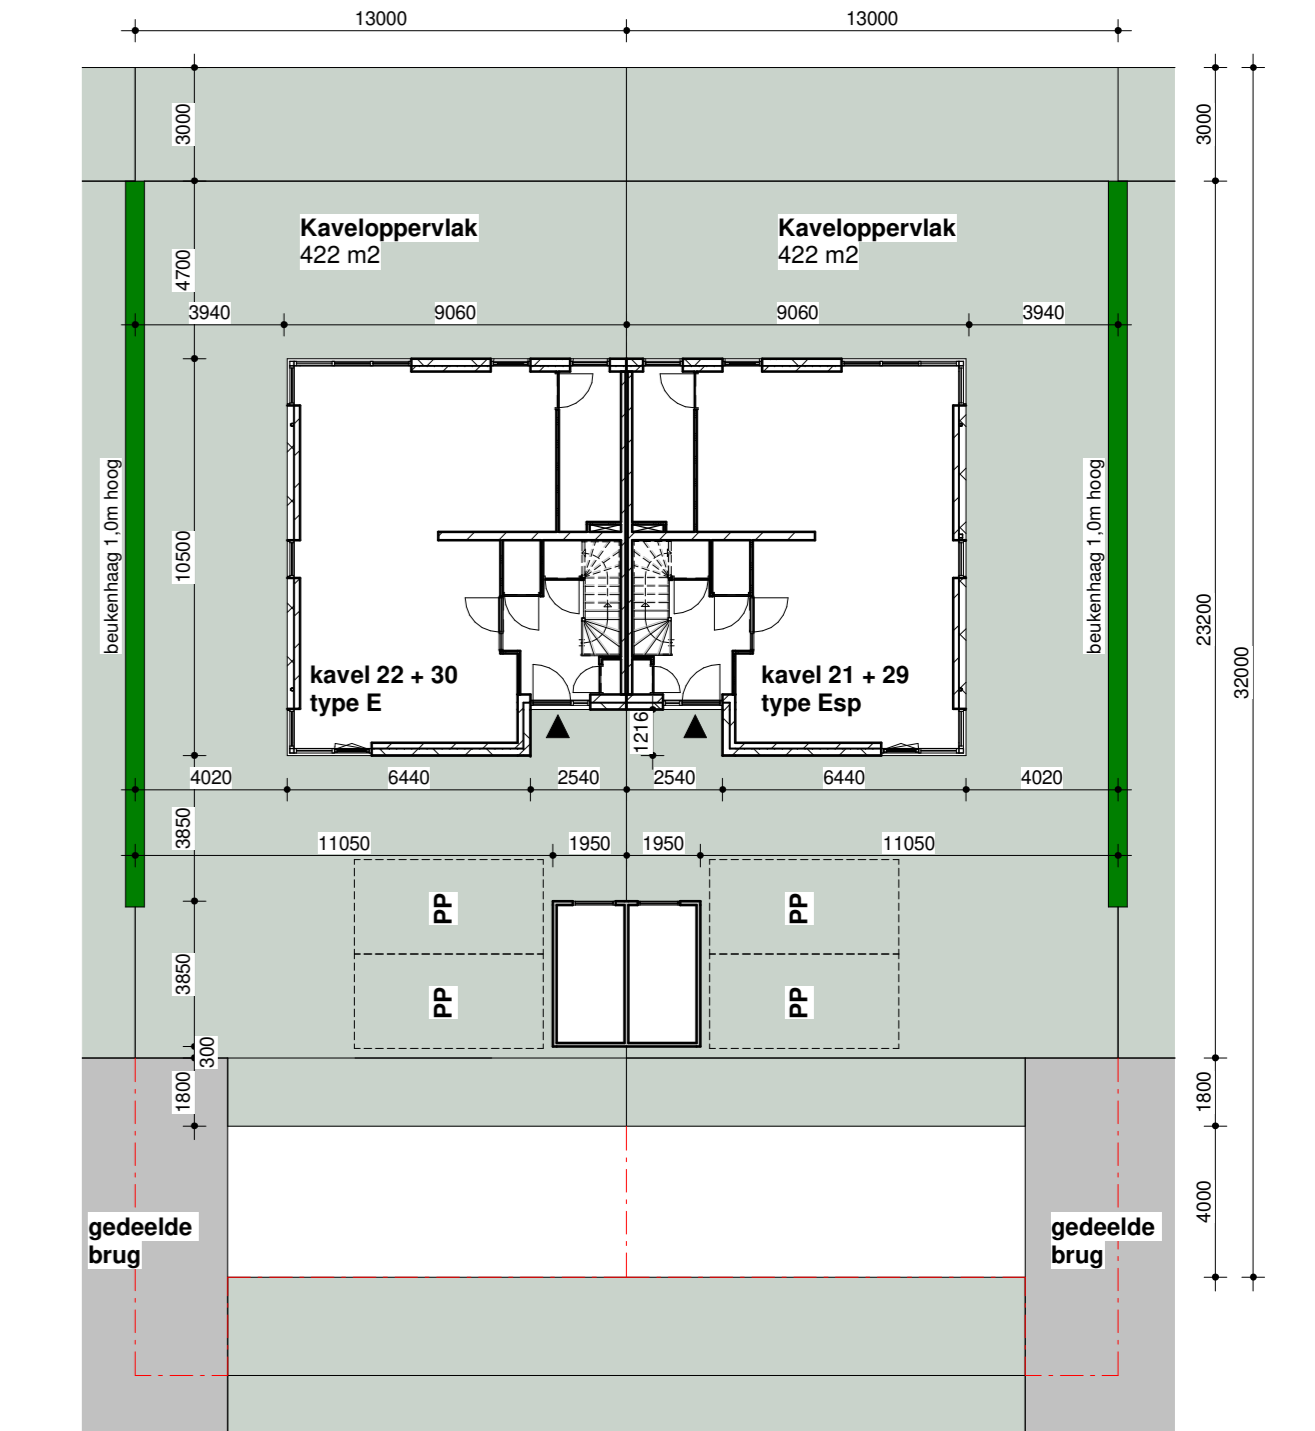 13000 13000
3000 3000
Kaveloppervlak Kaveloppervlak
422 m2 422 m2
4700
3940 9060 9060 3940
beukenhaag 1,0m hoog beukenhaag 1,0m hoog
10500
23200
32000
kavel 22 + 30 kavel 21 + 29
type E type Esp
1216
4020 6440 2540 2540 6440 4020
3850
11050 1950 1950 11050
PP PP
3850
PP PP
300
1800 1800
4000
gedeelde gedeelde
brug brug